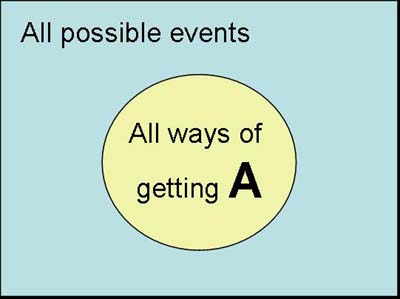 All possible events
All ways of
getting A